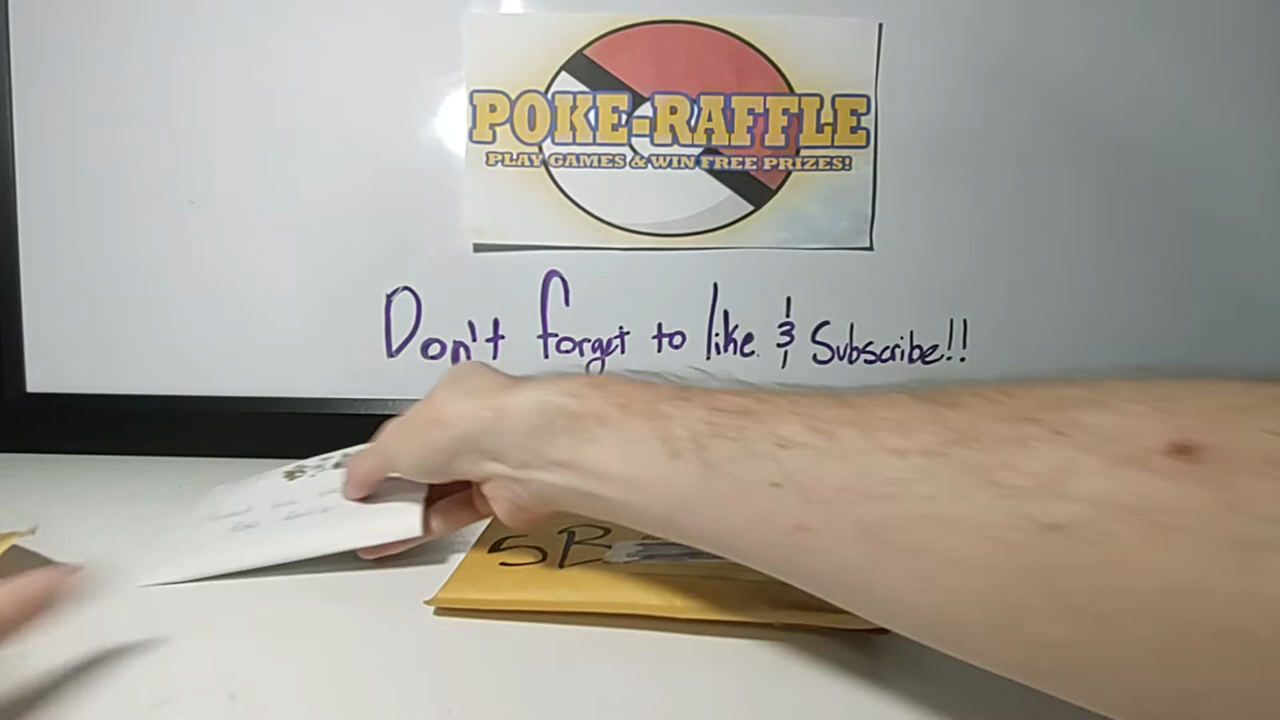 POKE-RAFFLE
PLAY GAMES & WIN FREE PRIZES!
Don't forget to like & Subscribe!!
5B